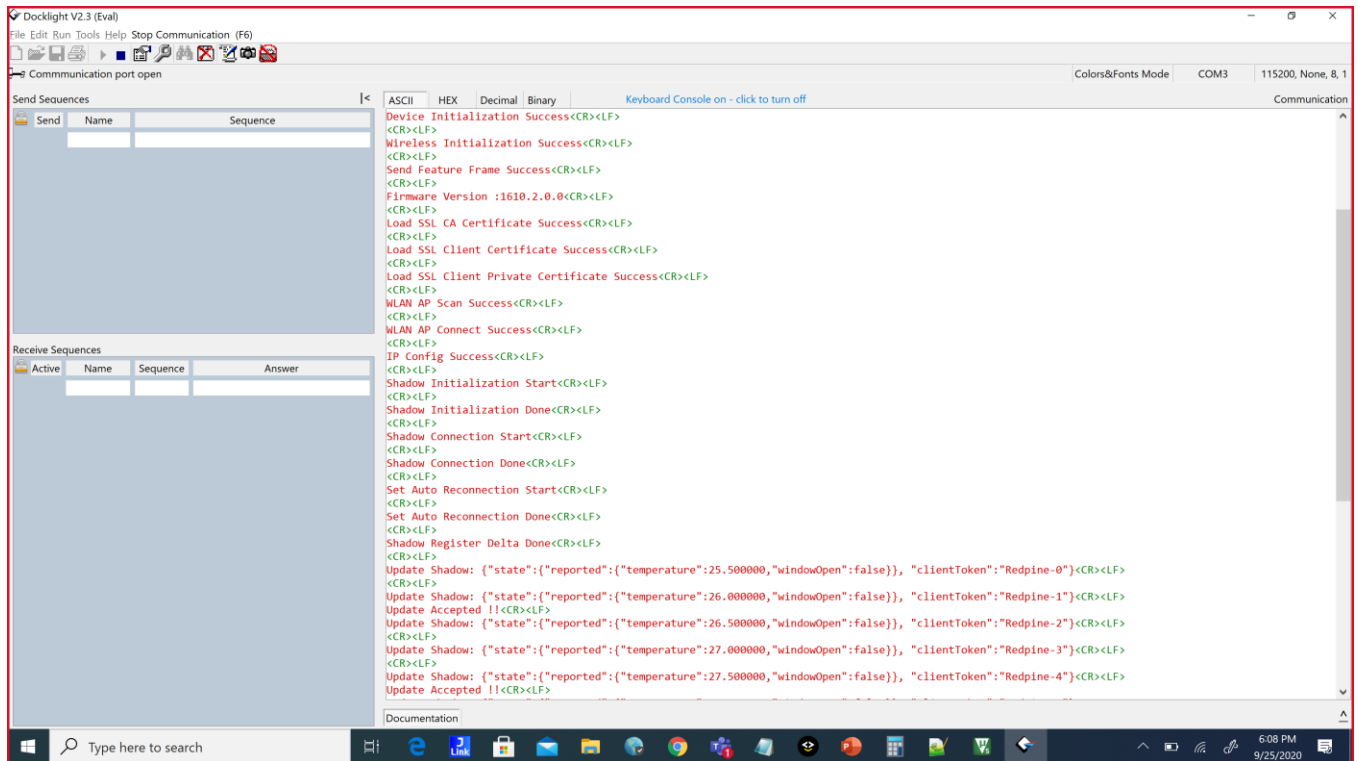 Docklight V2.3 (Eval)
File Edit Run Tools Help Stop Communication (F6)
Commmunication port open
Colors&Fonts Mode COM3 115200, None, 8, 1
Send Sequences
Send Name Sequence
Receive Sequences
Active Name Sequence Answer
ASCII HEX Decimal Binary Keyboard Console on - click to turn off Communication
Device Initialization Success<CR><LF>
<CR><LF>
Wireless Initialization Success<CR><LF>
<CR><LF>
Send Feature Frame Success<CR><LF>
<CR><LF>
Firmware Version :1610.2.0.0<CR><LF>
<CR><LF>
Load SSL CA Certificate Success<CR><LF>
<CR><LF>
Load SSL Client Certificate Success<CR><LF>
<CR><LF>
Load SSL Client Private Certificate Success<CR><LF>
<CR><LF>
WLAN AP Scan Success<CR><LF>
<CR><LF>
WLAN AP Connect Success<CR><LF>
<CR><LF>
IP Config Success<CR><LF>
<CR><LF>
Shadow Initialization Start<CR><LF>
<CR><LF>
Shadow Initialization Done<CR><LF>
<CR><LF>
Shadow Connection Start<CR><LF>
<CR><LF>
Shadow Connection Done<CR><LF>
<CR><LF>
Set Auto Reconnection Start<CR><LF>
<CR><LF>
Set Auto Reconnection Done<CR><LF>
<CR><LF>
Shadow Register Delta Done<CR><LF>
<CR><LF>
Update Shadow: {"state":{"reported":{"temperature":25.500000,"windowOpen":false}}, "clientToken":"Redpine-0"}<CR><LF>
<CR><LF>
Update Shadow: {"state":{"reported":{"temperature":26.000000,"windowOpen":false}}, "clientToken":"Redpine-1"}<CR><LF>
Update Accepted !!<CR><LF>
Update Shadow: {"state":{"reported":{"temperature":26.500000,"windowOpen":false}}, "clientToken":"Redpine-2"}<CR><LF>
<CR><LF>
Update Shadow: {"state":{"reported":{"temperature":27.000000,"windowOpen":false}}, "clientToken":"Redpine-3"}<CR><LF>
<CR><LF>
Update Shadow: {"state":{"reported":{"temperature":27.500000,"windowOpen":false}}, "clientToken":"Redpine-4"}<CR><LF>
Update Accepted !!<CR><LF>
Documentation
Type here to search
Link
6:08 PM
9/25/2020